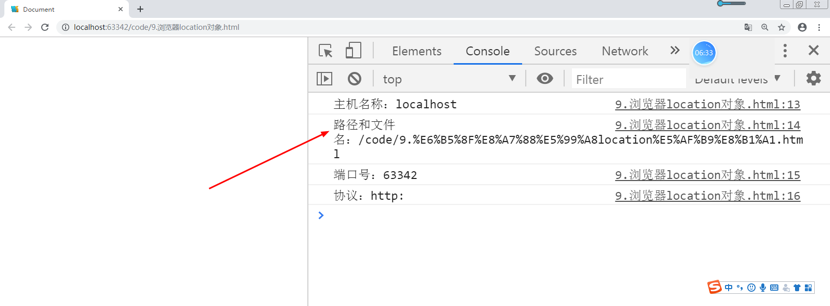 Document
localhost:63342/code/9.浏览器location对象.html
Elements Console Sources Network
06:33
top Filter Default levels
主机名称：localhost 9.浏览器location对象.html:13
路径和文件 9.浏览器location对象.html:14
名：/code/9.%E6%B5%8F%E8%A7%88%E5%99%A8location%E5%AF%B9%E8%B1%A1.htm
l
端口号：63342 9.浏览器location对象.html:15
协议：http: 9.浏览器location对象.html:16
中